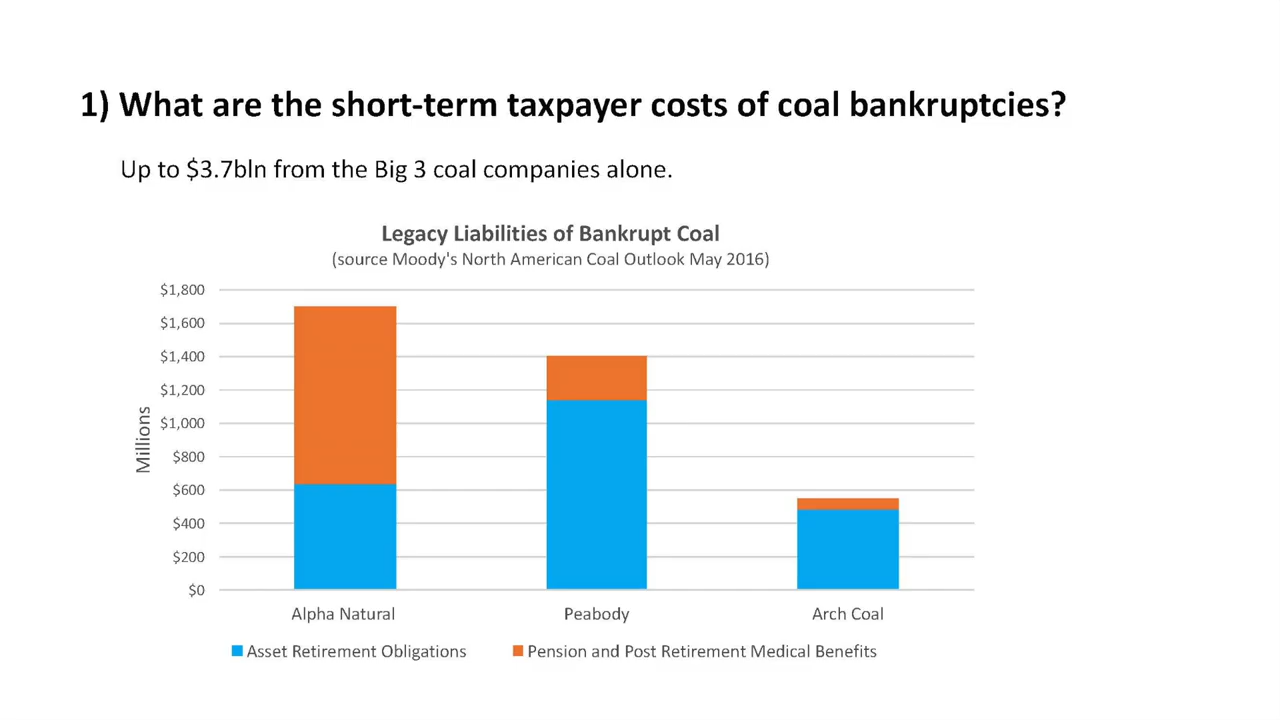 1) What are the short-term taxpayer costs of coal bankruptcies?
Up to $3.7bln from the Big 3 coal companies alone.
Legacy Liabilities of Bankrupt Coal
(source Moody's North American Coal Outlook May 2016)
$1,800
$1,600
$1,400
$1,200
$1,000
$800
$600
$400
$200
$0
Millions
Alpha Natural
Peabody
Arch Coal
Asset Retirement Obligations
Pension and Post Retirement Medical Benefits